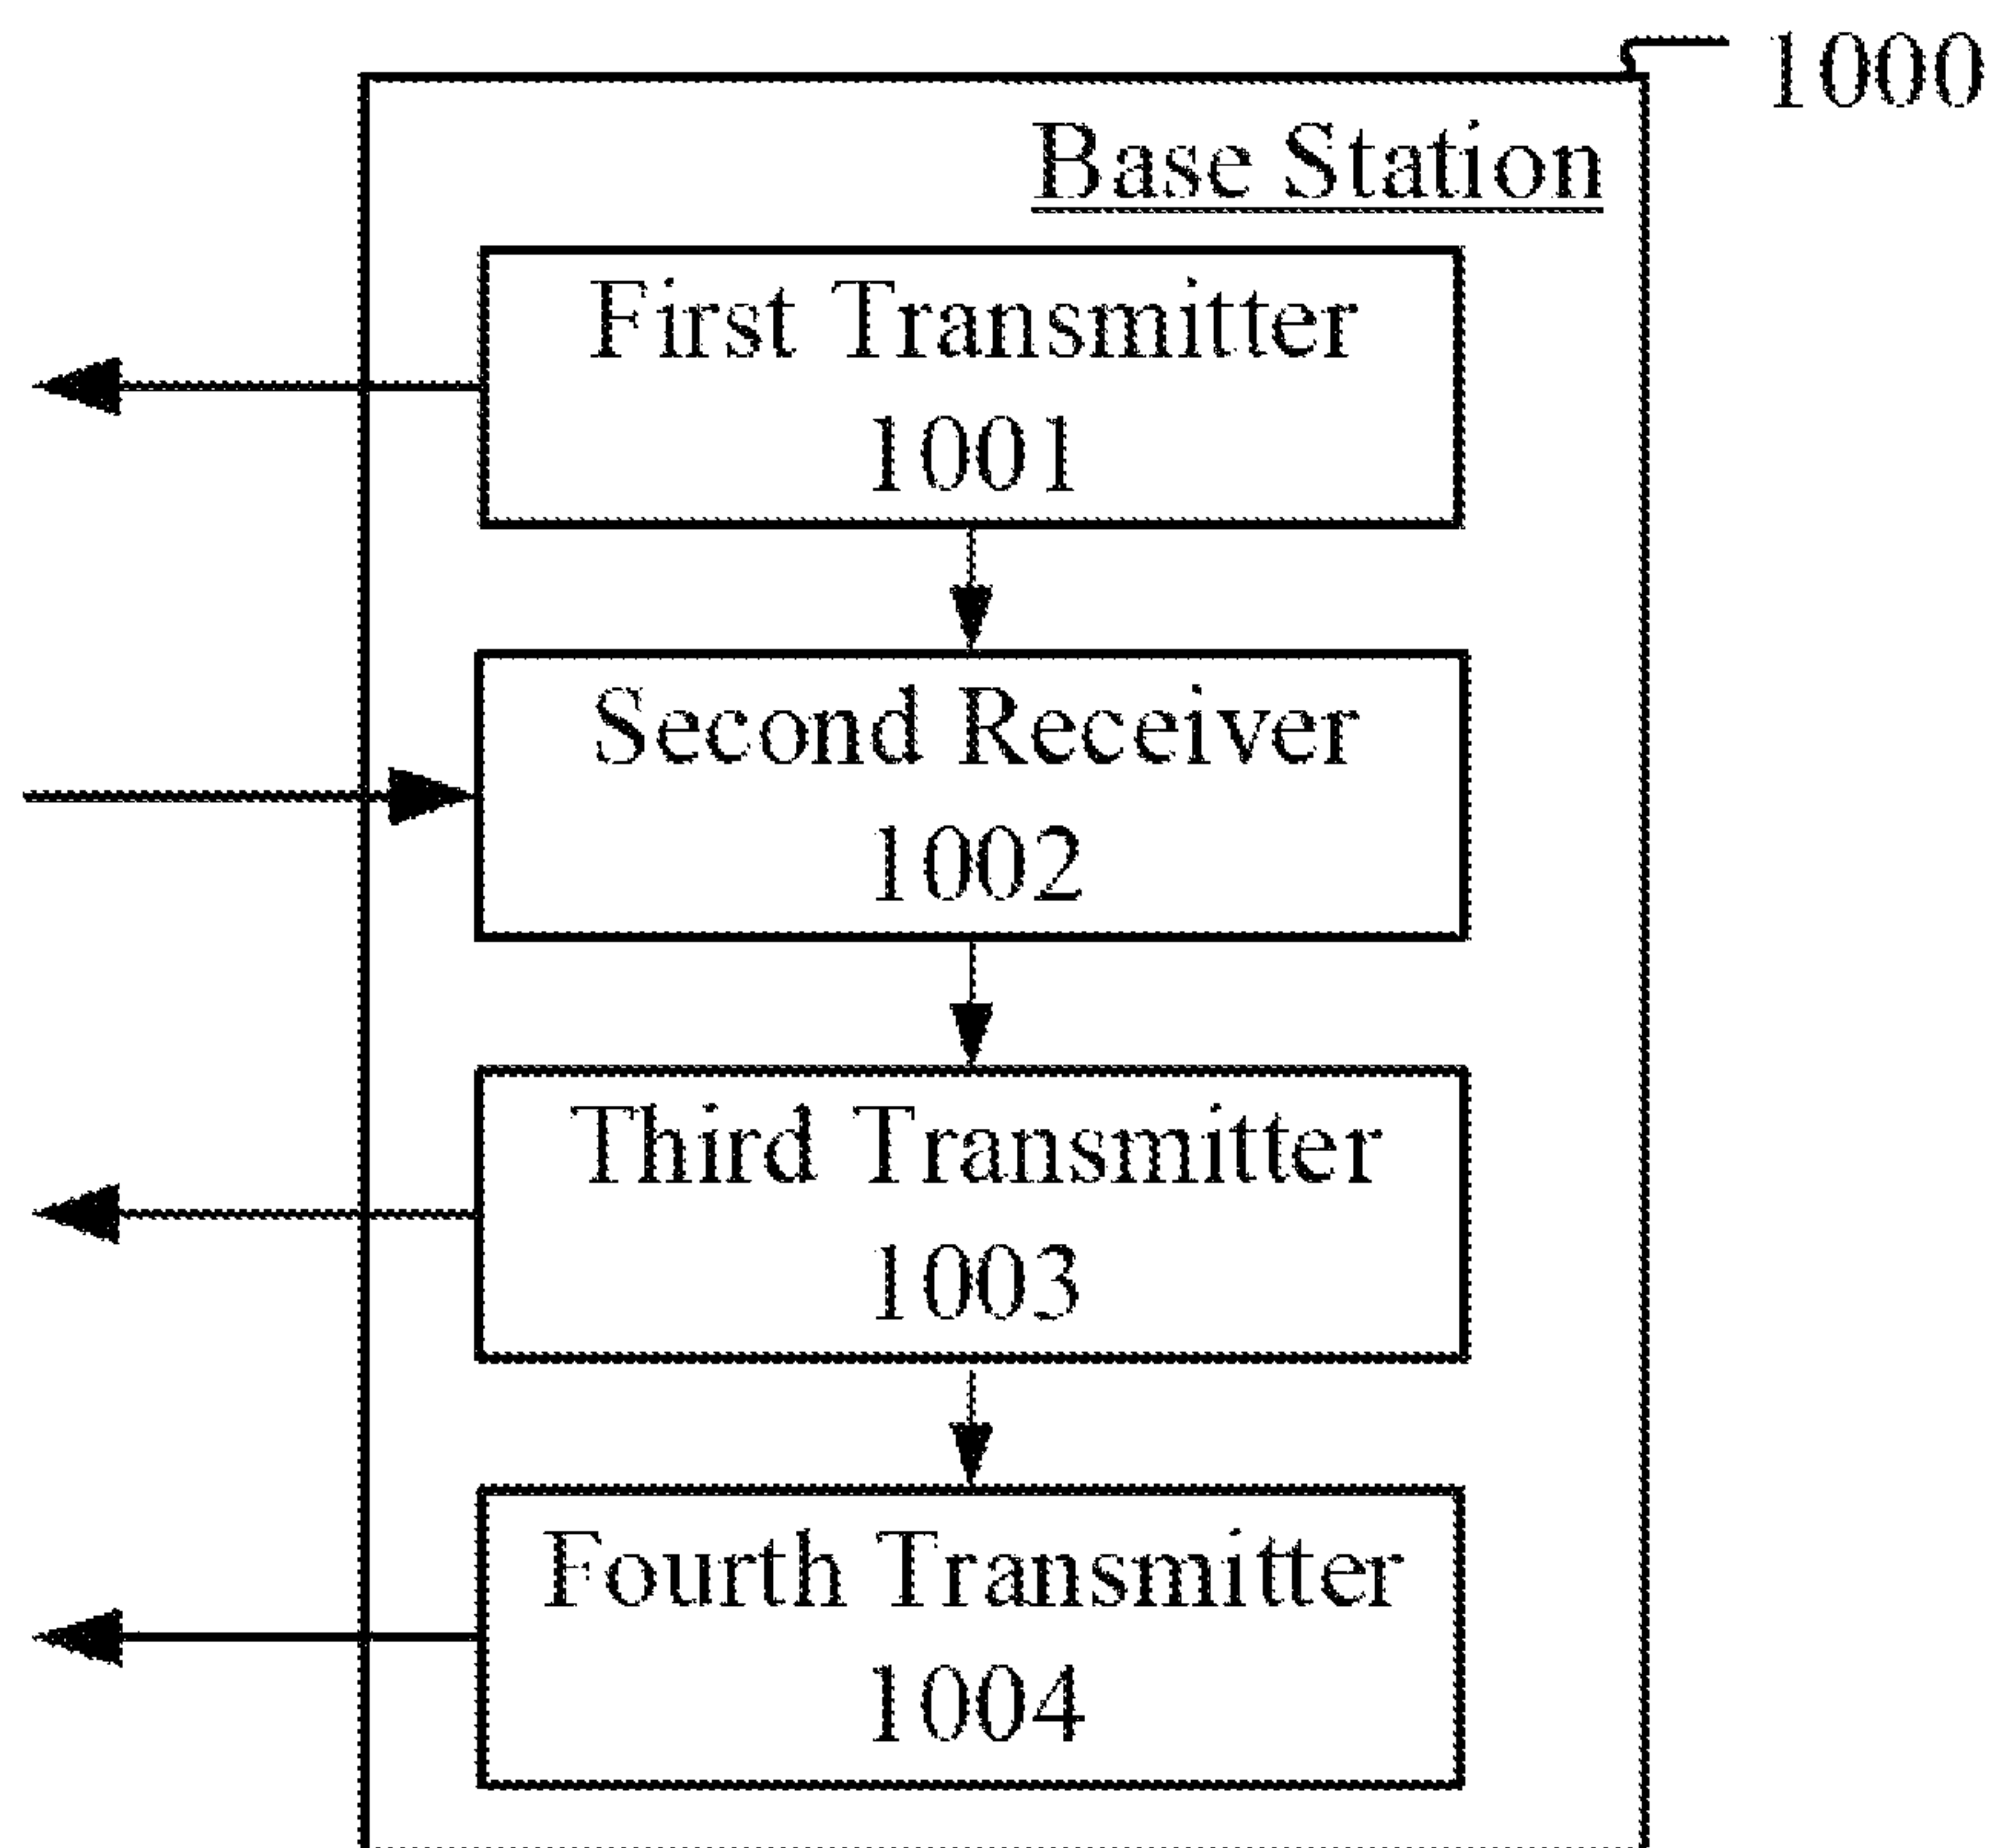 1000
Base Station
First Transmitter
1001
Second Receiver
1002
Third Transmitter
1003
Fourth Transmitter
1004